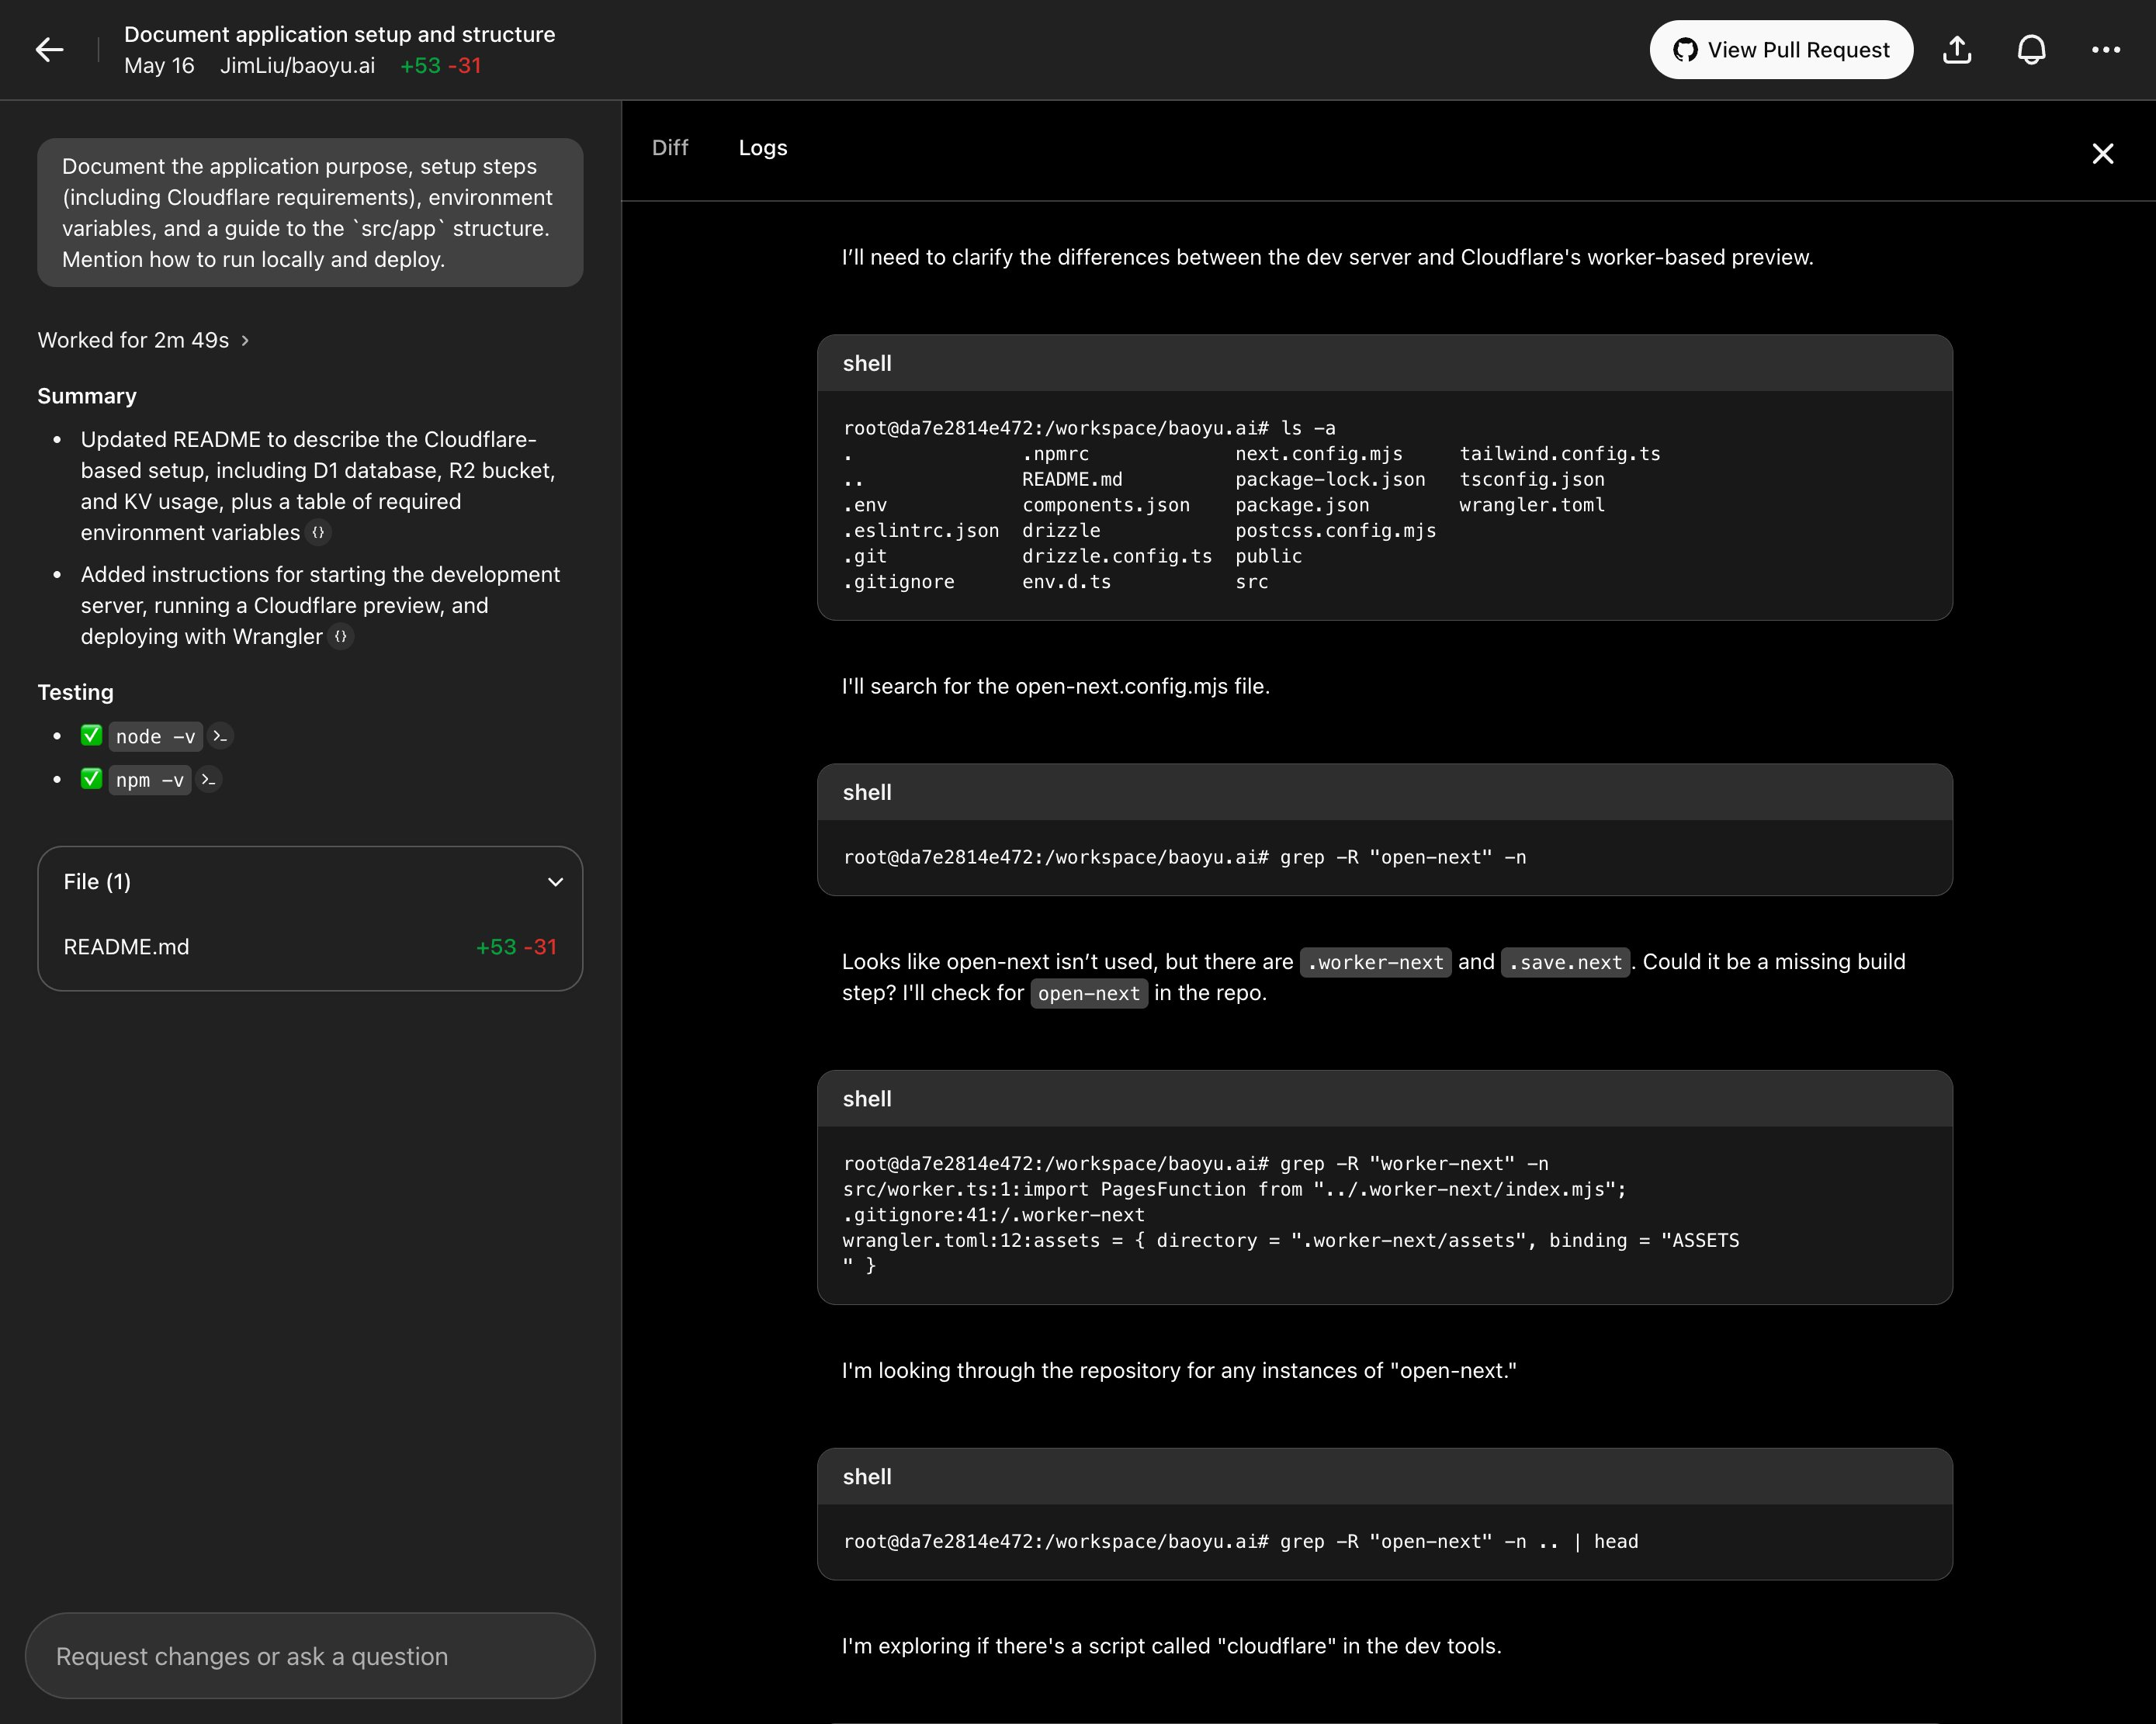 Document application setup and structure
May 16 JimLiu/baoyu.ai +53 -31
View Pull Request
Document the application purpose, setup steps
(including Cloudflare requirements), environment
variables, and a guide to the `src/app` structure.
Mention how to run locally and deploy.
Worked for 2m 49s
Summary
• Updated README to describe the Cloudflare-
based setup, including D1 database, R2 bucket,
and KV usage, plus a table of required
environment variables {}
• Added instructions for starting the development
server, running a Cloudflare preview, and
deploying with Wrangler {}
Testing
• ✅ node -v >_
• ✅ npm -v >_
File (1)
README.md +53 -31
Request changes or ask a question
Diff Logs
I’ll need to clarify the differences between the dev server and Cloudflare's worker-based preview.
shell
root@da7e2814e472:/workspace/baoyu.ai# ls -a
. .npmrc next.config.mjs tailwind.config.ts
.. README.md package-lock.json tsconfig.json
.env components.json package.json wrangler.toml
.eslintrc.json drizzle postcss.config.mjs
.git drizzle.config.ts public
.gitignore env.d.ts src
I'll search for the open-next.config.mjs file.
shell
root@da7e2814e472:/workspace/baoyu.ai# grep -R "open-next" -n
Looks like open-next isn’t used, but there are .worker-next and .save.next. Could it be a missing build
step? I'll check for open-next in the repo.
shell
root@da7e2814e472:/workspace/baoyu.ai# grep -R "worker-next" -n
src/worker.ts:1:import PagesFunction from "../.worker-next/index.mjs";
.gitignore:41:/.worker-next
wrangler.toml:12:assets = { directory = ".worker-next/assets", binding = "ASSETS
" }
I'm looking through the repository for any instances of "open-next."
shell
root@da7e2814e472:/workspace/baoyu.ai# grep -R "open-next" -n .. | head
I'm exploring if there's a script called "cloudflare" in the dev tools.